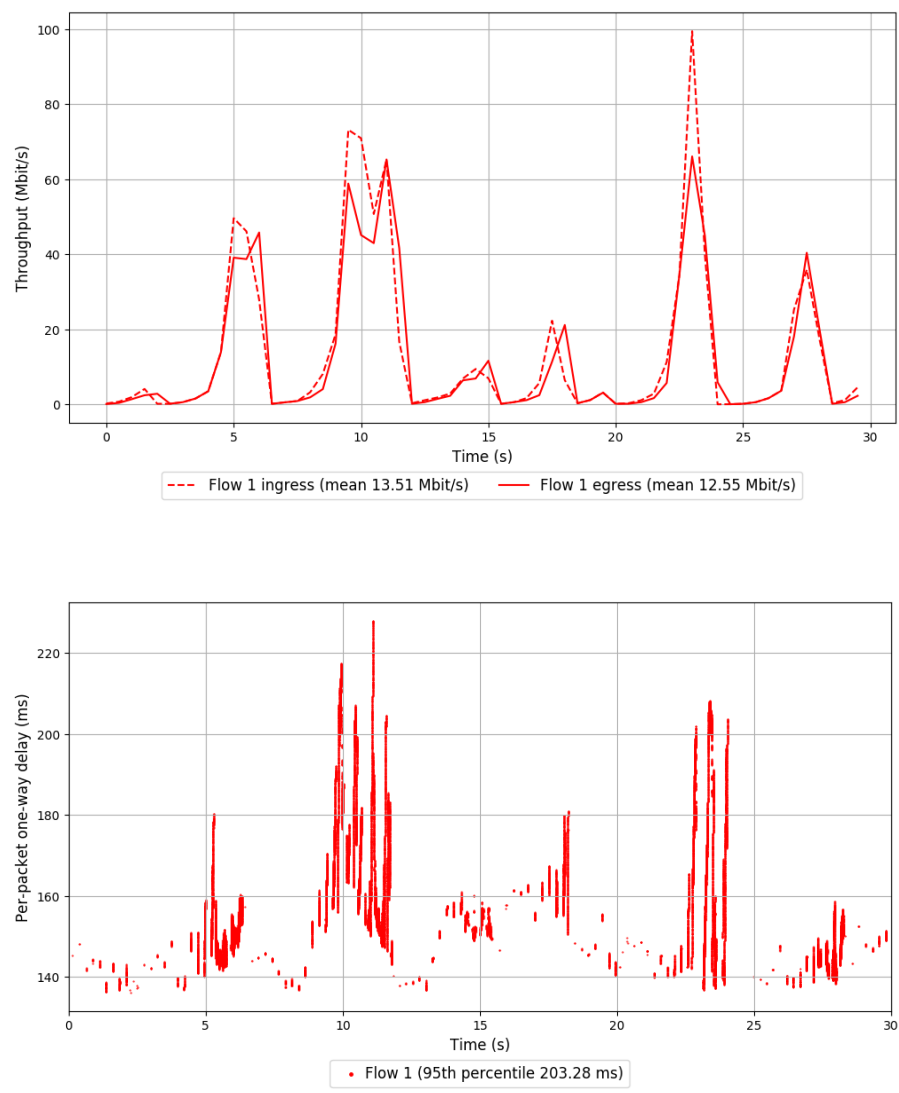 100
80
60
40
20
0
Throughput (Mbit/s)
0 5 10 15 20 25 30
Time (s)
Flow 1 ingress (mean 13.51 Mbit/s) Flow 1 egress (mean 12.55 Mbit/s)
220
200
180
160
140
Per-packet one-way delay (ms)
0 5 10 15 20 25 30
Time (s)
Flow 1 (95th percentile 203.28 ms)